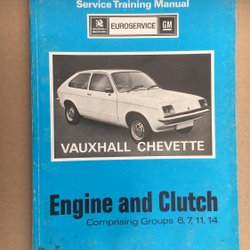 Service Training Manual
EUROSERVICE
GM
VAUXHALL CHEVETTE
Engine and Clutch
Comprising Groups 6, 7, 11, 14